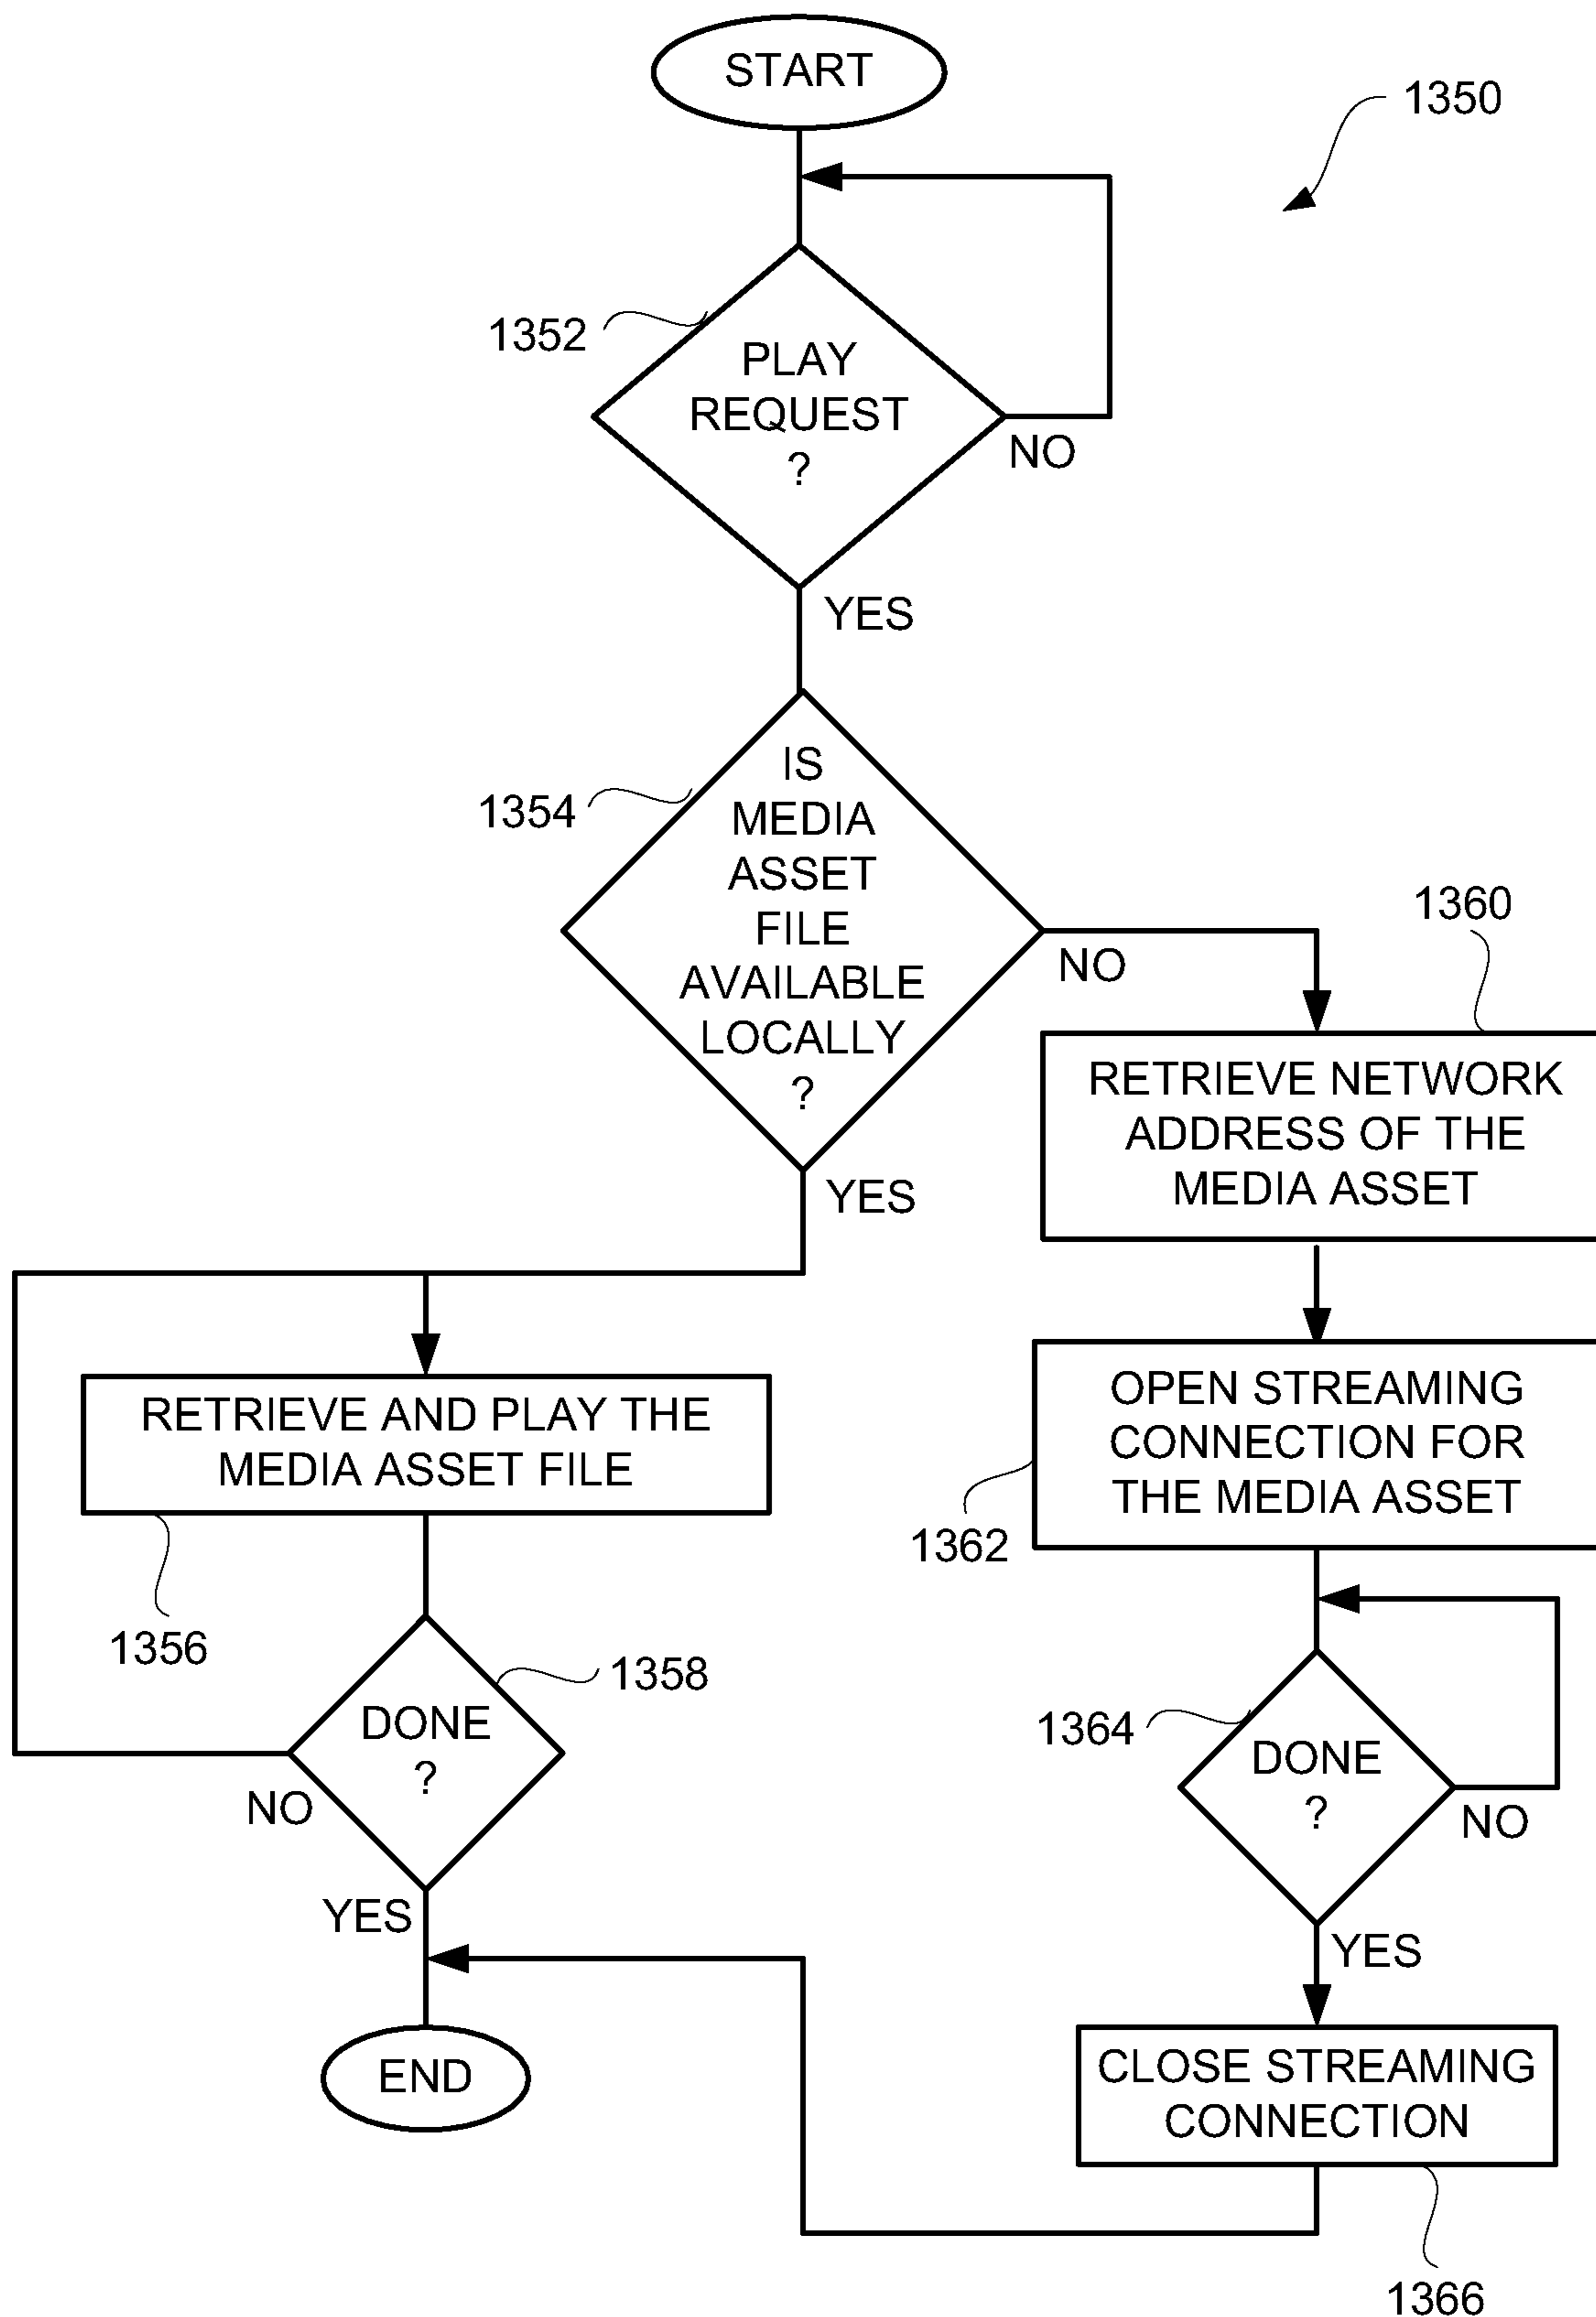 START
1350
1352
PLAY
REQUEST
?
NO
YES
1354
IS
MEDIA
ASSET
FILE
AVAILABLE
LOCALLY
?
NO
YES
1360
RETRIEVE NETWORK
ADDRESS OF THE
MEDIA ASSET
RETRIEVE AND PLAY THE
MEDIA ASSET FILE
1356
OPEN STREAMING
CONNECTION FOR
THE MEDIA ASSET
1362
1358
DONE
?
NO
YES
1364
DONE
?
NO
YES
END
CLOSE STREAMING
CONNECTION
1366